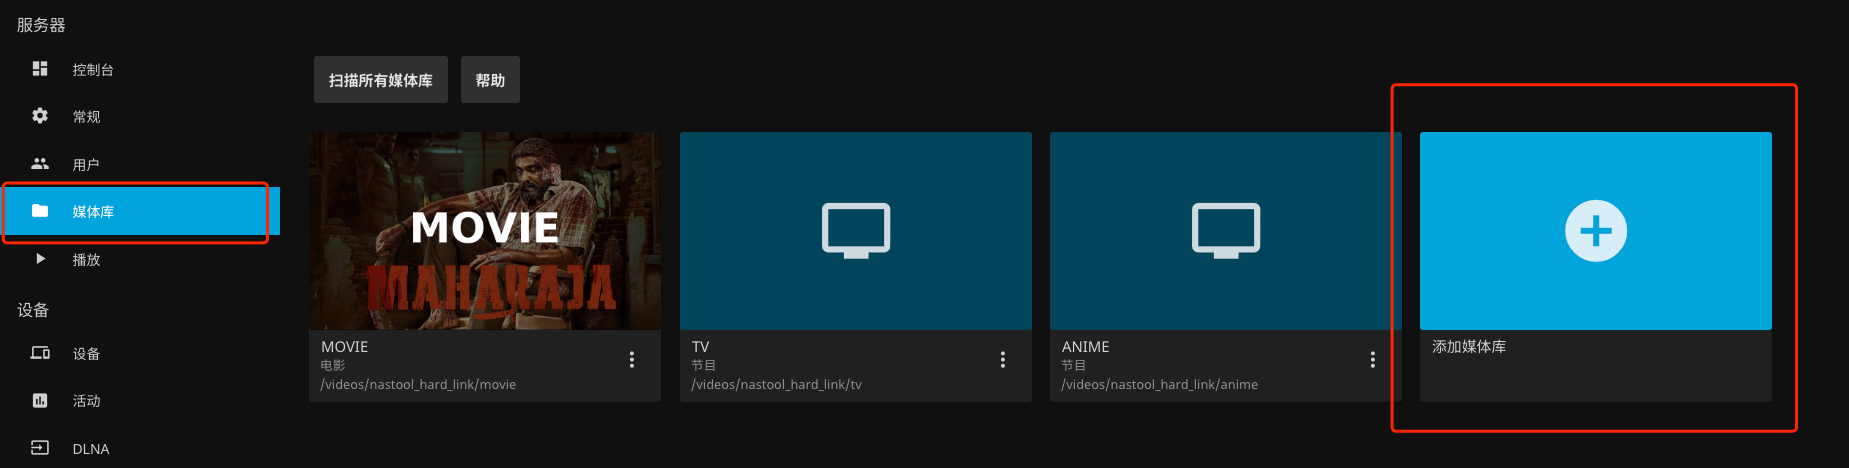 服务器
控制台
常规
用户
媒体库
播放
设备
设备
活动
DLNA
扫描所有媒体库
帮助
MOVIE
MAHARAJA
MOVIE
电影
/videos/nastool_hard_link/movie
TV
节目
/videos/nastool_hard_link/tv
ANIME
节目
/videos/nastool_hard_link/anime
添加媒体库